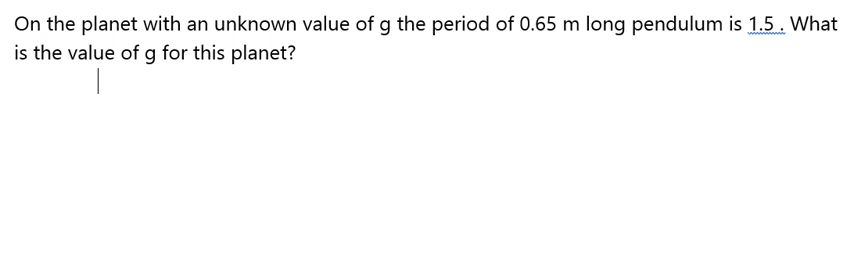 On the planet with an unknown value of g the period of 0.65 m long pendulum is 1.5 . What
is the value of g for this planet?